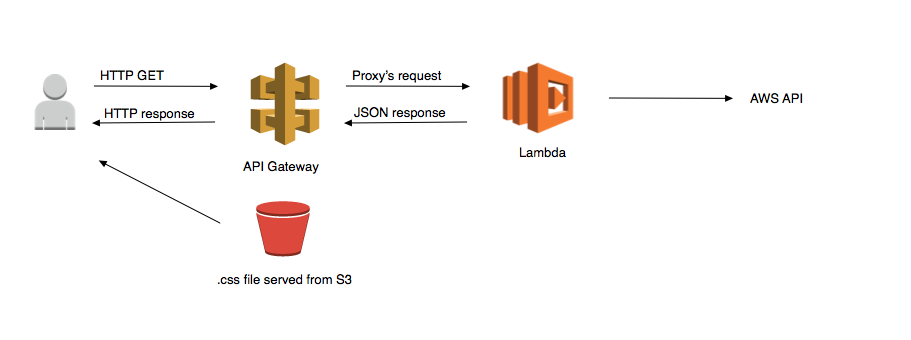 HTTP GET
Proxy's request
HTTP response
JSON response
AWS API
Lambda
API Gateway
.css file served from S3